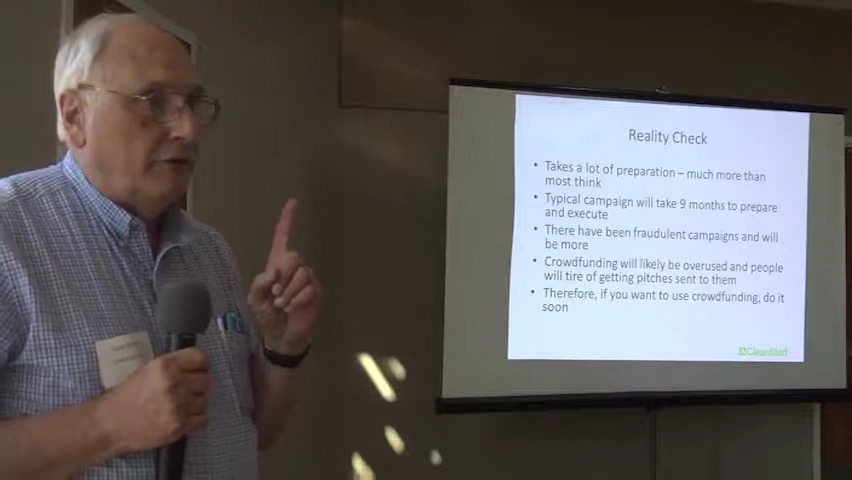 Reality Check
• Takes a lot of preparation – much more than
most think
• Typical campaign will take 9 months to prepare
and execute
• There have been fraudulent campaigns and will
be more
• Crowdfunding will likely be overused and people
will tire of getting pitches sent to them
• Therefore, if you want to use crowdfunding, do it
soon
CleanStart